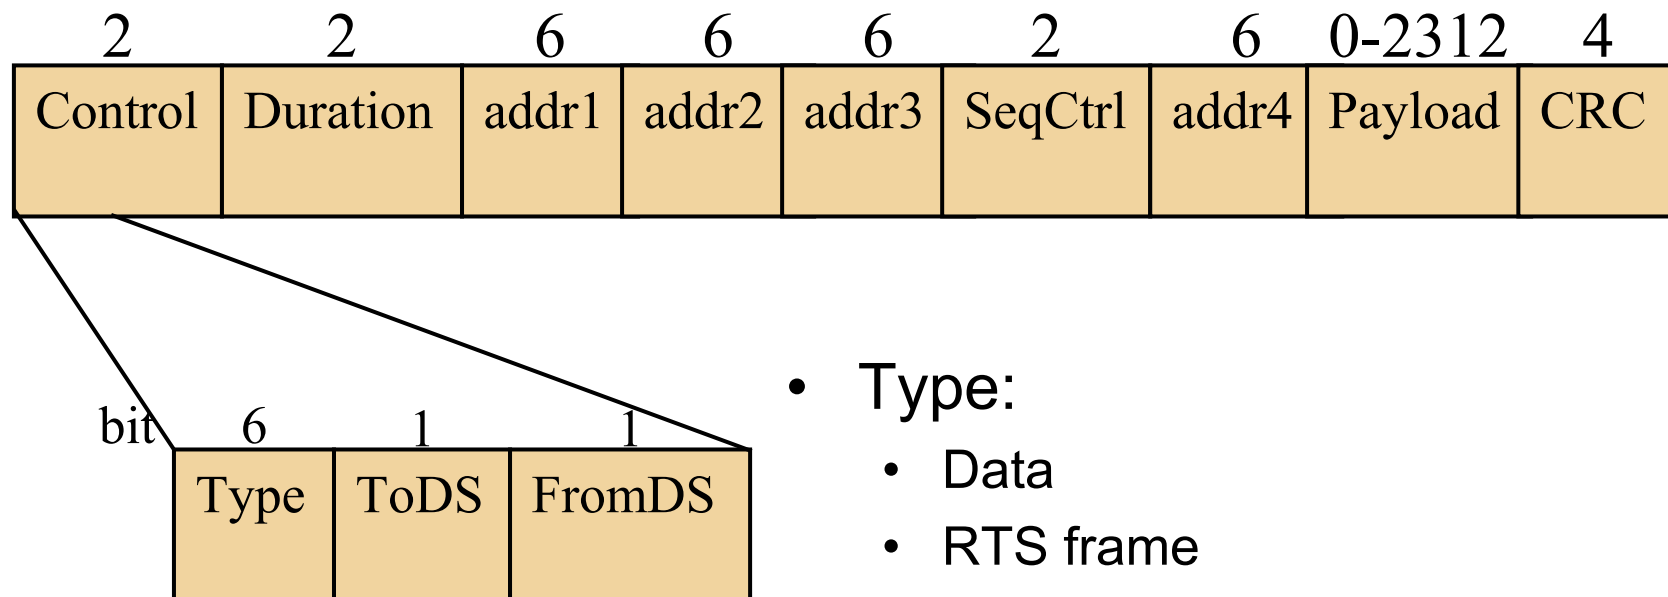 2 2 6 6 6 2 6 0-2312 4
Control Duration addr1 addr2 addr3 SeqCtrl addr4 Payload CRC
• Type:
bit 6 1 1
• Data
Type ToDS FromDS
• RTS frame